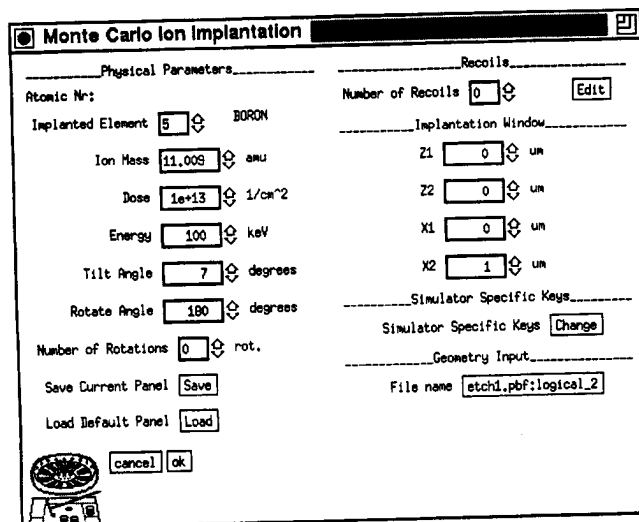 Monte Carlo Ion Implantation
Physical Parameters
Atomic Nr:
Implanted Element 5 BORON
Ion Mass 11.009 amu
Dose 1e+13 1/cm^2
Energy 100 keV
Tilt Angle 7 degrees
Rotate Angle 180 degrees
Number of Rotations 0 rot.
Save Current Panel Save
Load Default Panel Load
cancel ok
Recoils
Number of Recoils 0 Edit
Implantation Window
Z1 0 um
Z2 0 um
X1 0 um
X2 1 um
Simulator Specific Keys
Simulator Specific Keys Change
Geometry Input
File name etch1.pbf:logical_2